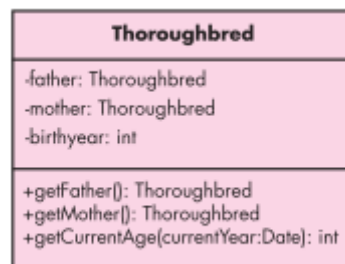 Thoroughbred
-father: Thoroughbred
-mother: Thoroughbred
-birthyear: int
+getFather(): Thoroughbred
+getMother(): Thoroughbred
+getCurrentAge(currentYear:Date): int